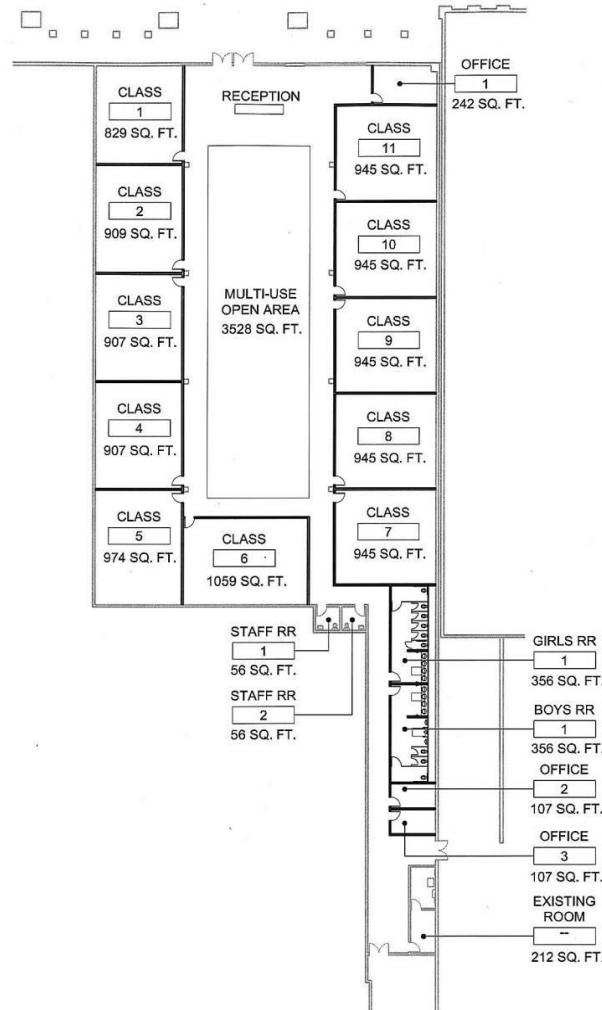 OFFICE
1
242 SQ. FT.
RECEPTION
CLASS
1
829 SQ. FT.
CLASS
2
909 SQ. FT.
CLASS
3
907 SQ. FT.
CLASS
4
907 SQ. FT.
CLASS
5
974 SQ. FT.
MULTI-USE
OPEN AREA
3528 SQ. FT.
CLASS
6
1059 SQ. FT.
CLASS
11
945 SQ. FT.
CLASS
10
945 SQ. FT.
CLASS
9
945 SQ. FT.
CLASS
8
945 SQ. FT.
CLASS
7
945 SQ. FT.
STAFF RR
1
56 SQ. FT.
STAFF RR
2
56 SQ. FT.
GIRLS RR
1
356 SQ. FT.
BOYS RR
1
356 SQ. FT.
OFFICE
2
107 SQ. FT.
OFFICE
3
107 SQ. FT.
EXISTING
ROOM
--
212 SQ. FT.